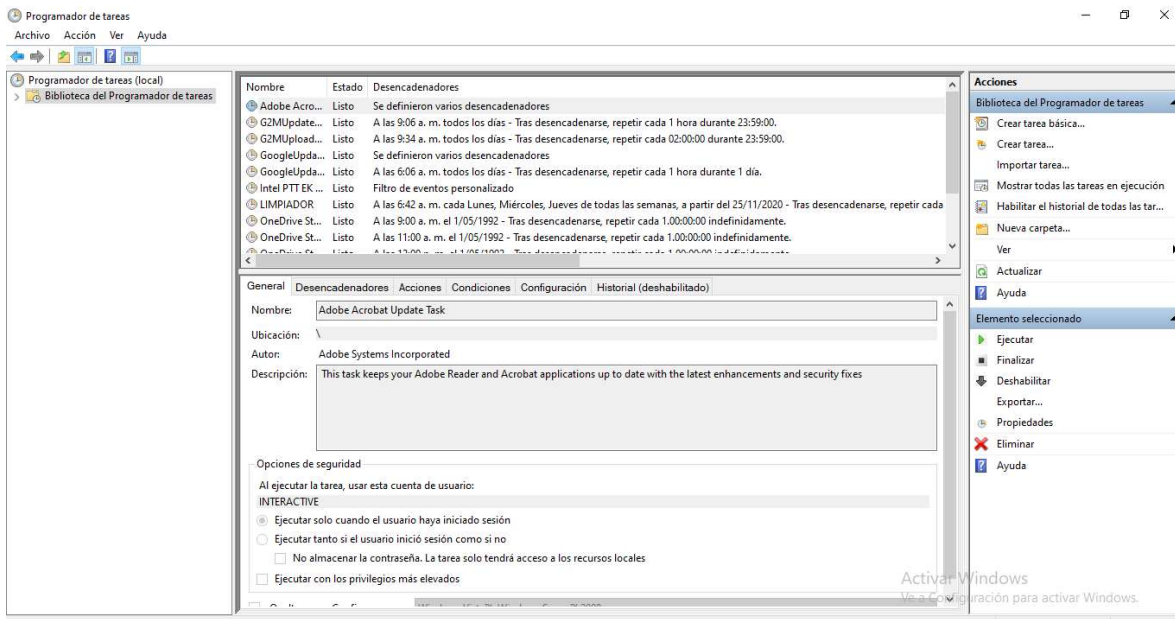 Programador de tareas
Archivo Acción Ver Ayuda
Programador de tareas (local)
Biblioteca del Programador de tareas
Nombre Estado Desencadenadores
Adobe Acro... Listo Se definieron varios desencadenadores
G2MUpdate... Listo A las 9:06 a. m. todos los días - Tras desencadenarse, repetir cada 1 hora durante 23:59:00.
G2MUpload... Listo A las 9:34 a. m. todos los días - Tras desencadenarse, repetir cada 02:00:00 durante 23:59:00.
GoogleUpda... Listo Se definieron varios desencadenadores
GoogleUpda... Listo A las 6:06 a. m. todos los días - Tras desencadenarse, repetir cada 1 hora durante 1 día.
Intel PTT EK ... Listo Filtro de eventos personalizado
LIMPIADOR Listo A las 6:42 a. m. cada Lunes, Miércoles, Jueves de todas las semanas, a partir del 25/11/2020 - Tras desencadenarse, repetir cada
OneDrive St... Listo A las 9:00 a. m. el 1/05/1992 - Tras desencadenarse, repetir cada 1.00:00:00 indefinidamente.
OneDrive St... Listo A las 11:00 a. m. el 1/05/1992 - Tras desencadenarse, repetir cada 1.00:00:00 indefinidamente.
General Desencadenadores Acciones Condiciones Configuración Historial (deshabilitado)
Nombre: Adobe Acrobat Update Task
Ubicación: \
Autor: Adobe Systems Incorporated
Descripción: This task keeps your Adobe Reader and Acrobat applications up to date with the latest enhancements and security fixes
Opciones de seguridad
Al ejecutar la tarea, usar esta cuenta de usuario:
INTERACTIVE
Ejecutar solo cuando el usuario haya iniciado sesión
Ejecutar tanto si el usuario inició sesión como si no
No almacenar la contraseña. La tarea solo tendrá acceso a los recursos locales
Ejecutar con los privilegios más elevados
Acciones
Biblioteca del Programador de tareas
Crear tarea básica...
Crear tarea...
Importar tarea...
Mostrar todas las tareas en ejecución
Habilitar el historial de todas las tar...
Nueva carpeta...
Ver
Actualizar
Ayuda
Elemento seleccionado
Ejecutar
Finalizar
Deshabilitar
Exportar...
Propiedades
Eliminar
Ayuda
Activar Windows
Ve a Configuración para activar Windows.